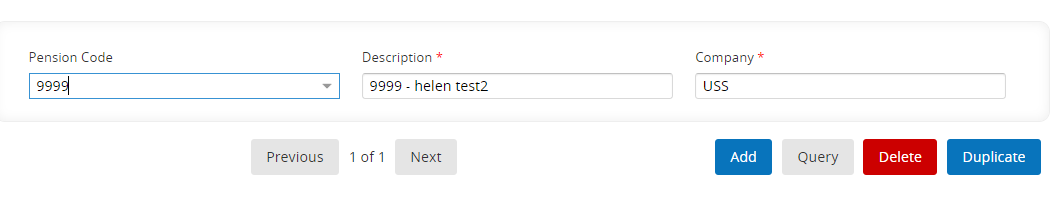 Pension Code Description * Company *
9999 9999 - helen test2 USS
Previous 1 of 1 Next Add Query Delete Duplicate